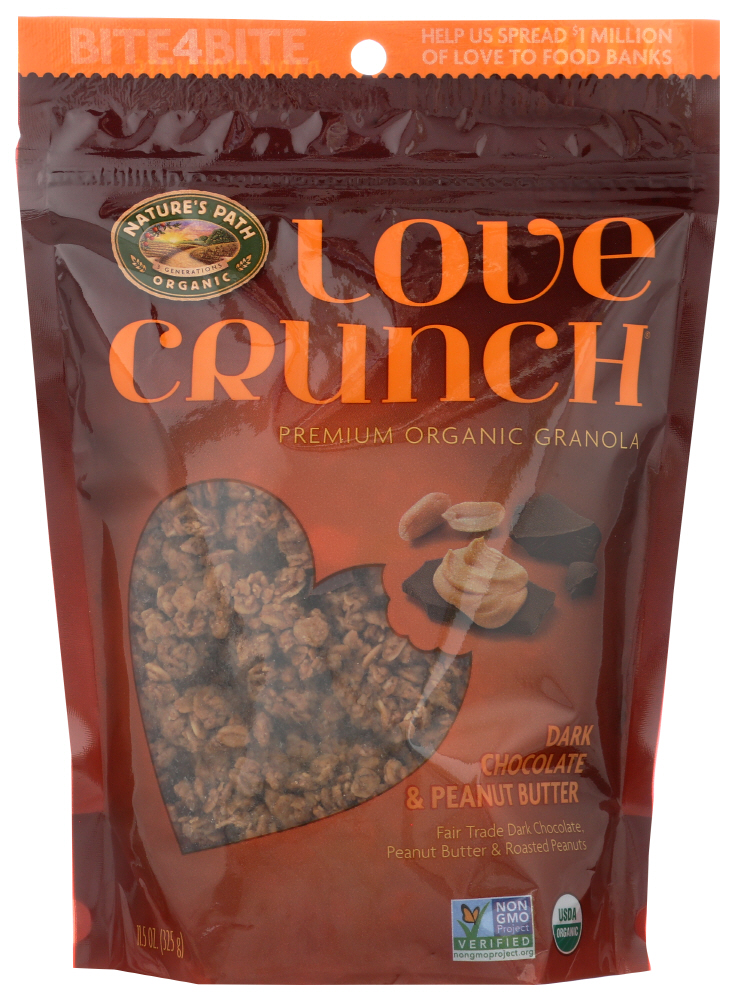 BITE4BITE
HELP US SPREAD $1 MILLION
OF LOVE TO FOOD BANKS
NATURE'S PATH
3 GENERATIONS
ORGANIC
LOVE
CRUNCH®
PREMIUM ORGANIC GRANOLA
DARK
CHOCOLATE
& PEANUT BUTTER
Fair Trade Dark Chocolate,
Peanut Butter & Roasted Peanuts
11.5 OZ. (325 g)
NON
GMO
Project
VERIFIED
nongmoproject.org
USDA
ORGANIC